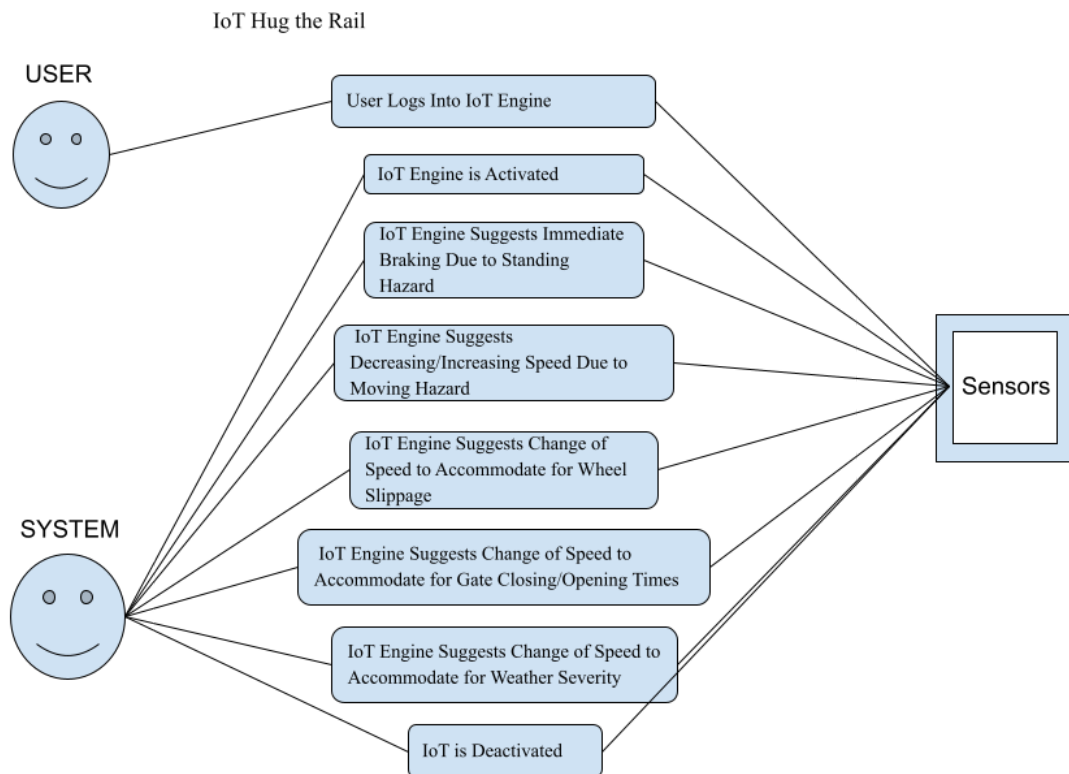 IoT Hug the Rail
USER
User Logs Into IoT Engine
IoT Engine is Activated
IoT Engine Suggests Immediate
Braking Due to Standing
Hazard
IoT Engine Suggests
Decreasing/Increasing Speed Due to
Moving Hazard
Sensors
IoT Engine Suggests Change of
Speed to Accommodate for Wheel
Slippage
SYSTEM
IoT Engine Suggests Change of Speed to
Accommodate for Gate Closing/Opening Times
IoT Engine Suggests Change of Speed to
Accommodate for Weather Severity
IoT is Deactivated